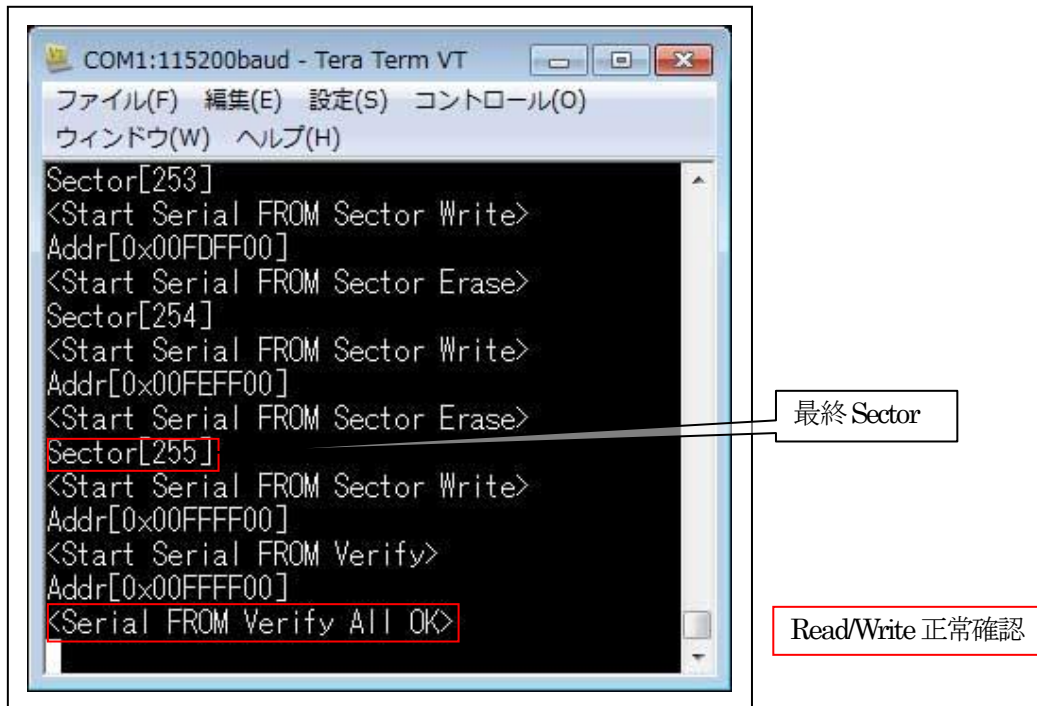 COM1:115200baud - Tera Term VT
ファイル(F) 編集(E) 設定(S) コントロール(O)
ウィンドウ(W) ヘルプ(H)
Sector[253]
<Start Serial FROM Sector Write>
Addr[0x00FDFF00]
<Start Serial FROM Sector Erase>
Sector[254]
<Start Serial FROM Sector Write>
Addr[0x00FEFF00]
<Start Serial FROM Sector Erase>
Sector[255]
<Start Serial FROM Sector Write>
Addr[0x00FFFF00]
<Start Serial FROM Verify>
Addr[0x00FFFF00]
<Serial FROM Verify All OK>
最終 Sector
Read/Write 正常確認